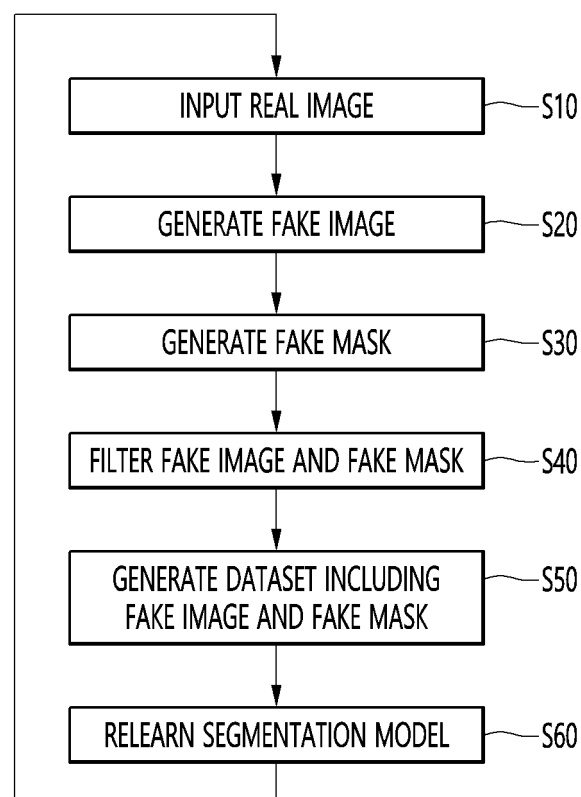 INPUT REAL IMAGE
S10
GENERATE FAKE IMAGE
S20
GENERATE FAKE MASK
S30
FILTER FAKE IMAGE AND FAKE MASK
S40
GENERATE DATASET INCLUDING
FAKE IMAGE AND FAKE MASK
S50
RELEARN SEGMENTATION MODEL
S60